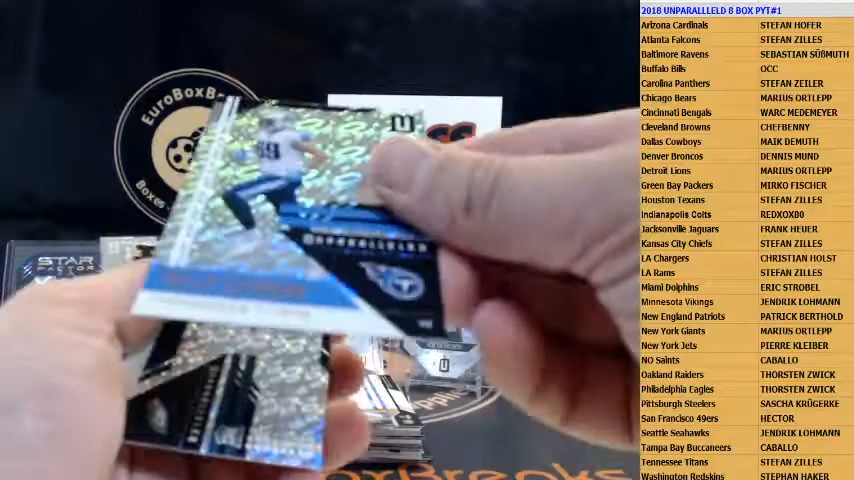 2018 UNPARALLLELD 8 BOX PYT#1
Arizona Cardinals STEFAN HOFER
Atlanta Falcons STEFAN ZILLES
Baltimore Ravens SEBASTIAN SÜßMUTH
Buffalo Bills OCC
Carolina Panthers STEFAN ZEILER
Chicago Bears MARIUS ORTLEPP
Cincinnati Bengals WARC MEDEMEYER
Cleveland Browns CHEFBENNY
Dallas Cowboys MAIK DEMUTH
Denver Broncos DENNIS MUND
Detroit Lions MARIUS ORTLEPP
Green Bay Packers MIRKO FISCHER
Houston Texans STEFAN ZILLES
Indianapolis Colts REDXOX80
Jacksonville Jaguars FRANK HEUER
Kansas City Chiefs STEFAN ZILLES
LA Chargers CHRISTIAN HOLST
LA Rams STEFAN ZILLES
Miami Dolphins ERIC STROBEL
Minnesota Vikings JENDRIK LOHMANN
New England Patriots PATRICK BERTHOLD
New York Giants MARIUS ORTLEPP
New York Jets PIERRE KLEIBER
NO Saints CABALLO
Oakland Raiders THORSTEN ZWICK
Philadelphia Eagles THORSTEN ZWICK
Pittsburgh Steelers SASCHA KRÜGERKE
San Francisco 49ers HECTOR
Seattle Seahawks JENDRIK LOHMANN
Tampa Bay Buccaneers CABALLO
Tennessee Titans STEFAN ZILLES
Washington Redskins STEPHAN HAKER
EuroBoxBre
Boxes
STAR
FACTOR